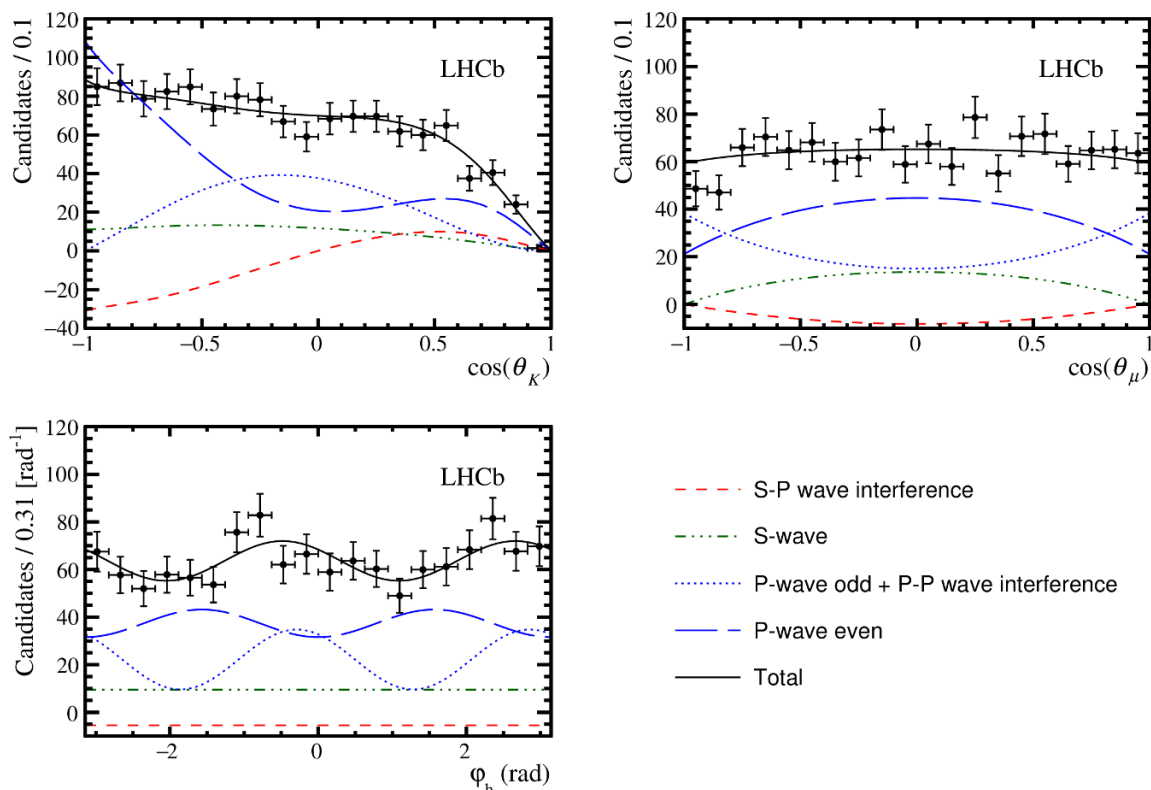 Candidates / 0.1
120
100
80
60
40
20
0
−20
−40
LHCb
−1
−0.5
0
0.5
1
cos(θ_K)
Candidates / 0.1
120
100
80
60
40
20
0
LHCb
−1
−0.5
0
0.5
1
cos(θ_μ)
Candidates / 0.31 [rad⁻¹]
120
100
80
60
40
20
0
LHCb
−2
0
2
φ_h (rad)
S-P wave interference
S-wave
P-wave odd + P-P wave interference
P-wave even
Total